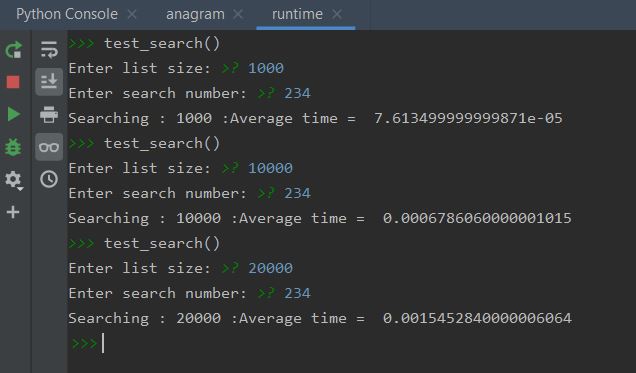 Python Console anagram runtime
>>> test_search()
Enter list size: >? 1000
Enter search number: >? 234
Searching : 1000 :Average time =  7.613499999999871e-05
>>> test_search()
Enter list size: >? 10000
Enter search number: >? 234
Searching : 10000 :Average time =  0.0006786060000001015
>>> test_search()
Enter list size: >? 20000
Enter search number: >? 234
Searching : 20000 :Average time =  0.0015452840000006064
>>>